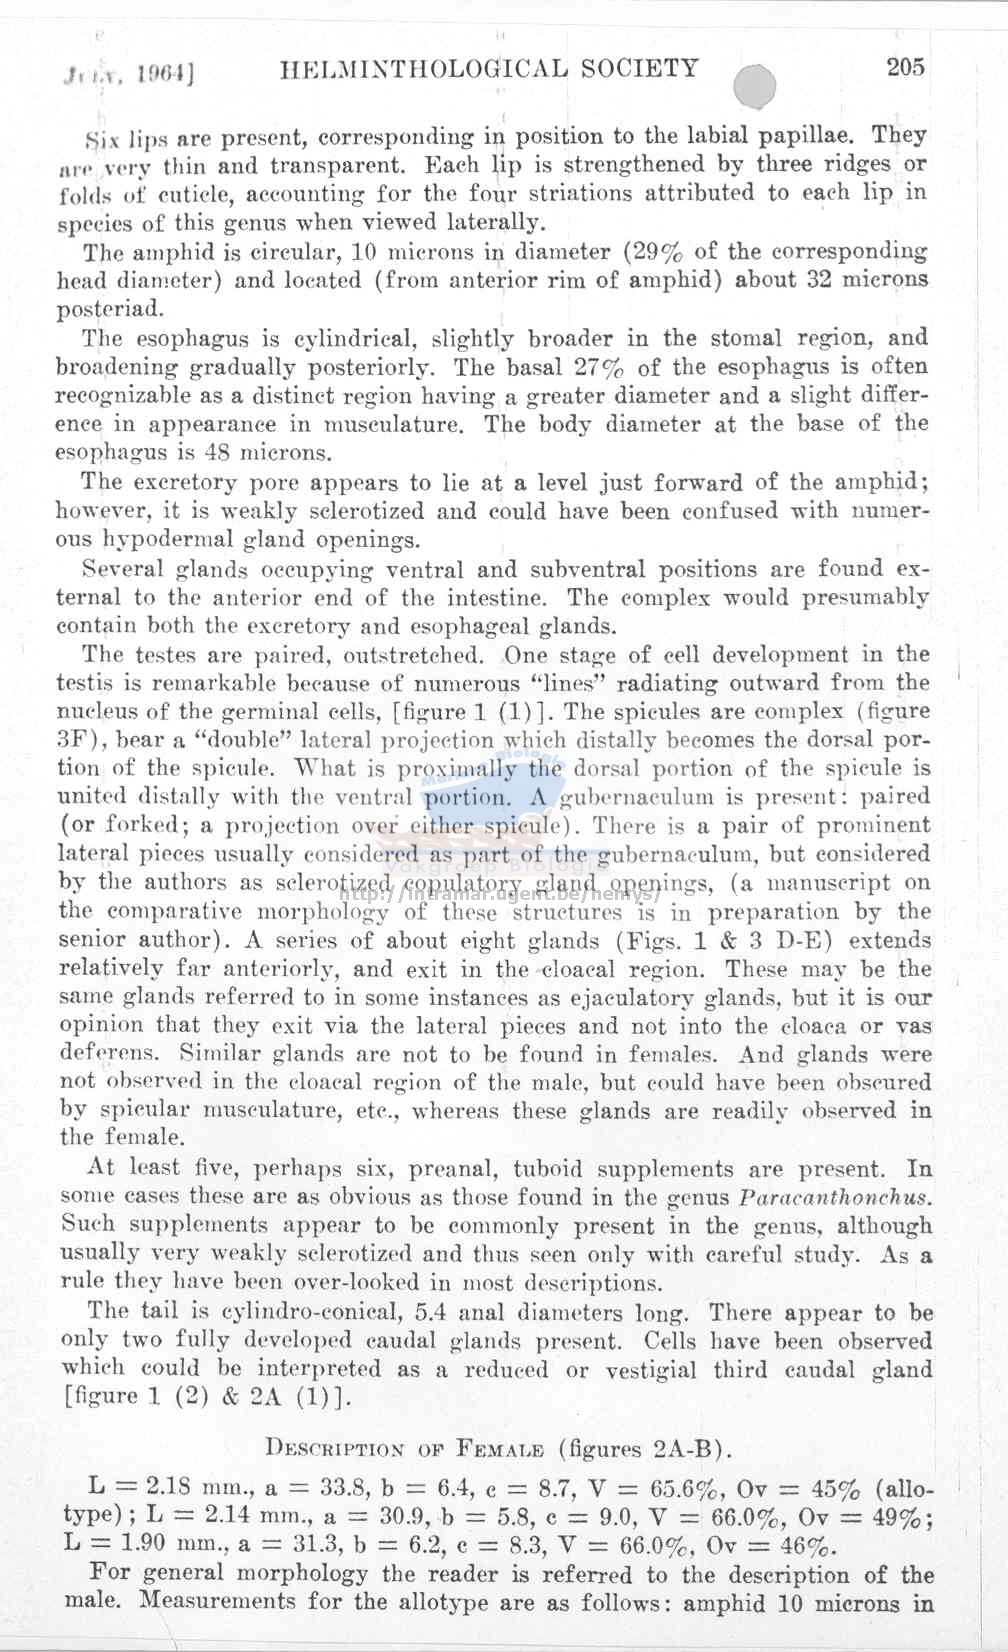 JULY, 1964] HELMINTHOLOGICAL SOCIETY 205
Six lips are present, corresponding in position to the labial papillae. They
are very thin and transparent. Each lip is strengthened by three ridges or
folds of cuticle, accounting for the four striations attributed to each lip in
species of this genus when viewed laterally.
The amphid is circular, 10 microns in diameter (29% of the corresponding
head diameter) and located (from anterior rim of amphid) about 32 microns
posteriad.
The esophagus is cylindrical, slightly broader in the stomal region, and
broadening gradually posteriorly. The basal 27% of the esophagus is often
recognizable as a distinct region having a greater diameter and a slight differ-
ence in appearance in musculature. The body diameter at the base of the
esophagus is 48 microns.
The excretory pore appears to lie at a level just forward of the amphid;
however, it is weakly sclerotized and could have been confused with numer-
ous hypodermal gland openings.
Several glands occupying ventral and subventral positions are found ex-
ternal to the anterior end of the intestine. The complex would presumably
contain both the excretory and esophageal glands.
The testes are paired, outstretched. One stage of cell development in the
testis is remarkable because of numerous “lines” radiating outward from the
nucleus of the germinal cells, [figure 1 (1)]. The spicules are complex (figure
3F), bear a “double” lateral projection which distally becomes the dorsal por-
tion of the spicule. What is proximally the dorsal portion of the spicule is
united distally with the ventral portion. A gubernaculum is present: paired
(or forked; a projection over either spicule). There is a pair of prominent
lateral pieces usually considered as part of the gubernaculum, but considered
by the authors as sclerotized copulatory gland openings, (a manuscript on
the comparative morphology of these structures is in preparation by the
senior author). A series of about eight glands (Figs. 1 & 3 D-E) extends
relatively far anteriorly, and exit in the cloacal region. These may be the
same glands referred to in some instances as ejaculatory glands, but it is our
opinion that they exit via the lateral pieces and not into the cloaca or vas
deferens. Similar glands are not to be found in females. And glands were
not observed in the cloacal region of the male, but could have been obscured
by spicular musculature, etc., whereas these glands are readily observed in
the female.
At least five, perhaps six, preanal, tuboid supplements are present. In
some cases these are as obvious as those found in the genus Paracanthonchus.
Such supplements appear to be commonly present in the genus, although
usually very weakly sclerotized and thus seen only with careful study. As a
rule they have been over-looked in most descriptions.
The tail is cylindro-conical, 5.4 anal diameters long. There appear to be
only two fully developed caudal glands present. Cells have been observed
which could be interpreted as a reduced or vestigial third caudal gland
[figure 1 (2) & 2A (1)].
DESCRIPTION OF FEMALE (figures 2A-B).
L = 2.18 mm., a = 33.8, b = 6.4, c = 8.7, V = 65.6%, Ov = 45% (allo-
type); L = 2.14 mm., a = 30.9, b = 5.8, c = 9.0, V = 66.0%, Ov = 49%;
L = 1.90 mm., a = 31.3, b = 6.2, c = 8.3, V = 66.0%, Ov = 46%.
For general morphology the reader is referred to the description of the
male. Measurements for the allotype are as follows: amphid 10 microns in
Vakgroep Biologie
http://intramar.ugent.be/nemys/